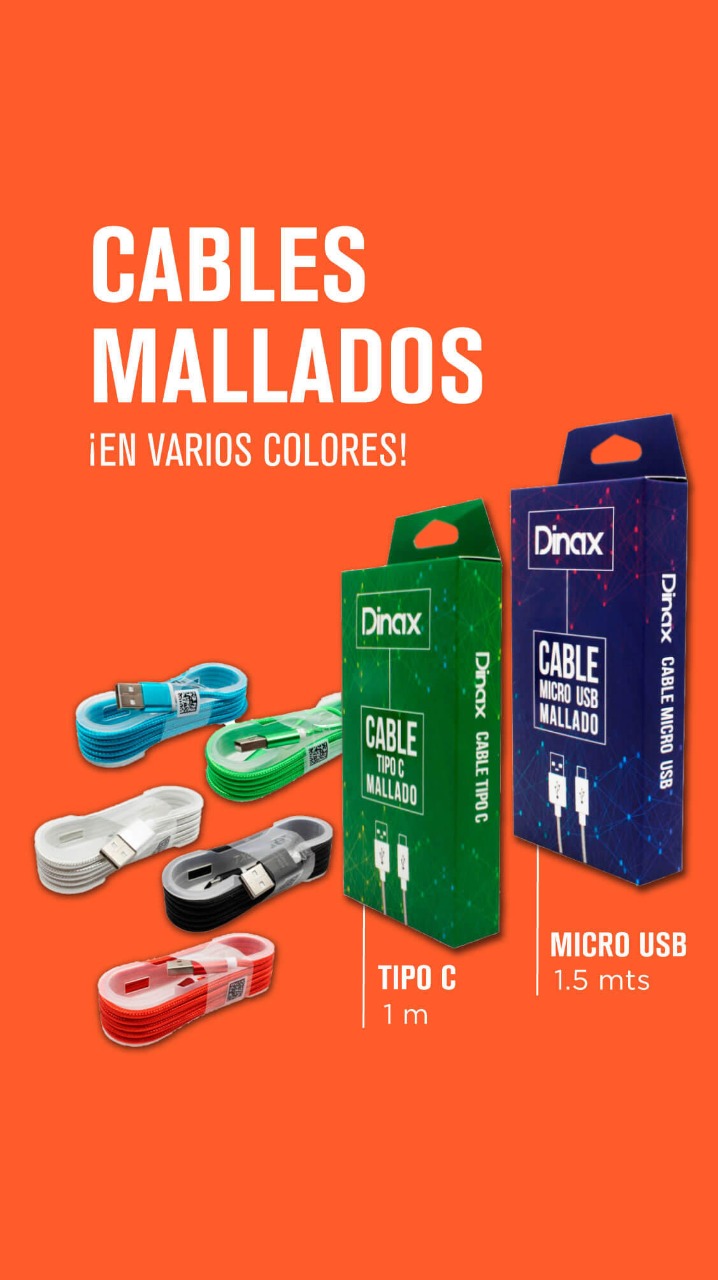 CABLES
MALLADOS
¡EN VARIOS COLORES!
Dinax
CABLE
TIPO C
MALLADO
Dinax CABLE TIPO C
Dinax
CABLE
MICRO USB
MALLADO
Dinax CABLE MICRO USB
TIPO C
1 m
MICRO USB
1.5 mts